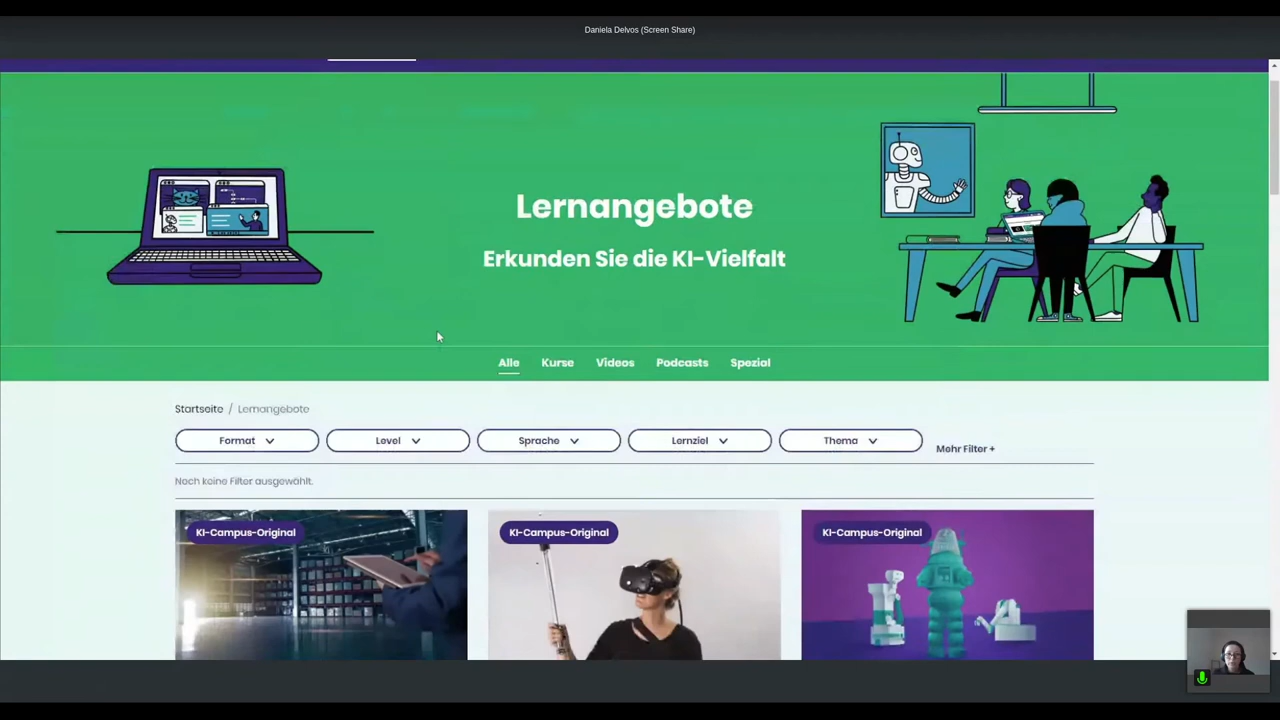 Daniela Delvos (Screen Share)
Lernangebote
Erkunden Sie die KI-Vielfalt
Alle Kurse Videos Podcasts Spezial
Startseite / Lernangebote
Format Level Sprache Lernziel Thema Mehr Filter +
Noch keine Filter ausgewählt.
KI-Campus-Original KI-Campus-Original KI-Campus-Original